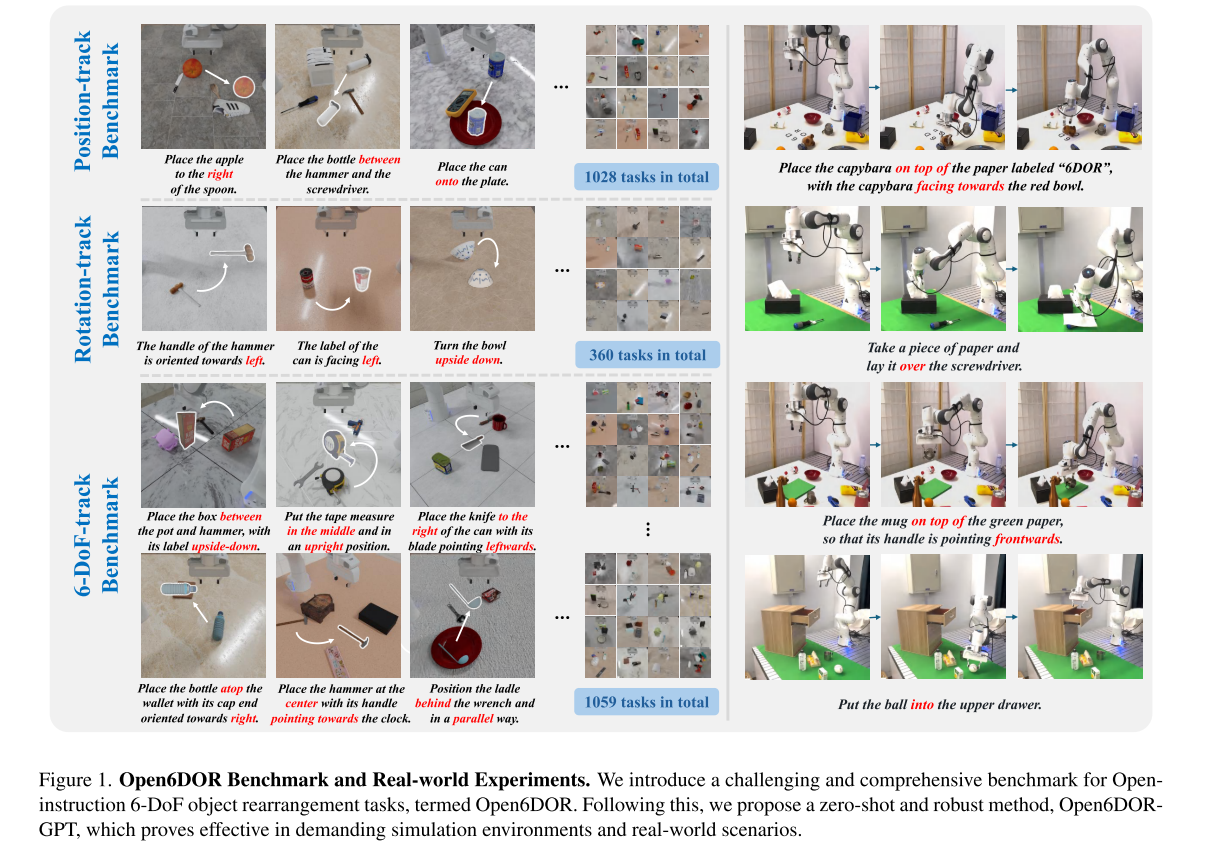 Position-track
Benchmark
Place the apple
to the right
of the spoon.
Place the bottle between
the hammer and the
screwdriver.
Place the can
onto the plate.
...
1028 tasks in total
Rotation-track
Benchmark
The handle of the hammer
is oriented towards left.
The label of the
can is facing left.
Turn the bowl
upside down.
...
360 tasks in total
6-DoF-track
Benchmark
Place the box between
the pot and hammer, with
its label upside-down.
Put the tape measure
in the middle and in
an upright position.
Place the knife to the
right of the can with its
blade pointing leftwards.
...
Place the bottle atop the
wallet with its cap end
oriented towards right.
Place the hammer at the
center with its handle
pointing towards the clock.
Position the ladle
behind the wrench and
in a parallel way.
...
1059 tasks in total
Place the capybara on top of the paper labeled “6DOR”,
with the capybara facing towards the red bowl.
Take a piece of paper and
lay it over the screwdriver.
Place the mug on top of the green paper,
so that its handle is pointing frontwards.
Put the ball into the upper drawer.
Figure 1. Open6DOR Benchmark and Real-world Experiments. We introduce a challenging and comprehensive benchmark for Open-
instruction 6-DoF object rearrangement tasks, termed Open6DOR. Following this, we propose a zero-shot and robust method, Open6DOR-
GPT, which proves effective in demanding simulation environments and real-world scenarios.